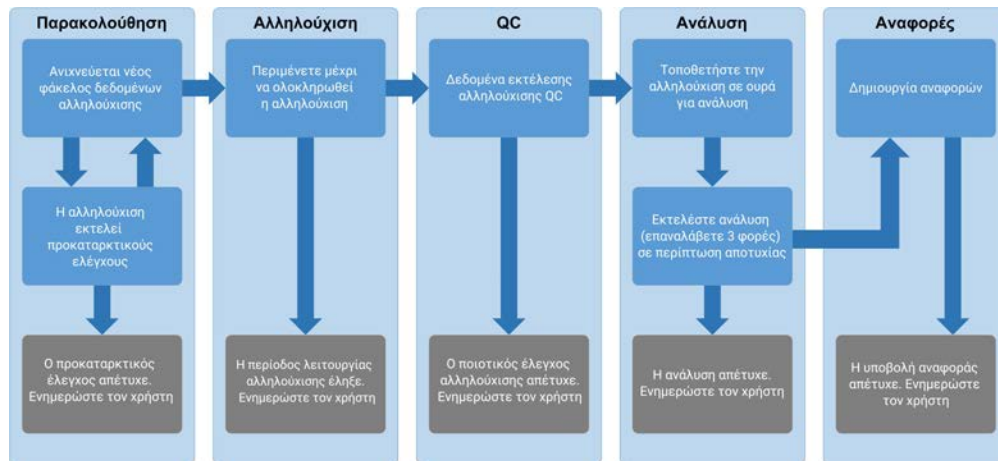 Παρακολούθηση
Ανιχνεύεται νέος
φάκελος δεδομένων
αλληλούχισης
Η αλληλούχιση
εκτελεί
προκαταρκτικούς
ελέγχους
Ο προκαταρκτικός
έλεγχος απέτυχε.
Ενημερώστε τον χρήστη
Αλληλούχιση
Περιμένετε μέχρι
να ολοκληρωθεί
η αλληλούχιση
Η περίοδος λειτουργίας
αλληλούχισης έληξε.
Ενημερώστε τον χρήστη
QC
Δεδομένα εκτέλεσης
αλληλούχισης QC
Ο ποιοτικός έλεγχος
αλληλούχισης απέτυχε.
Ενημερώστε τον χρήστη
Ανάλυση
Τοποθετήστε την
αλληλούχιση σε ουρά
για ανάλυση
Εκτελέστε ανάλυση
(επαναλάβετε 3 φορές)
σε περίπτωση αποτυχίας
Η ανάλυση απέτυχε.
Ενημερώστε τον χρήστη
Αναφορές
Δημιουργία αναφορών
Η υποβολή αναφοράς
απέτυχε. Ενημερώστε
τον χρήστη